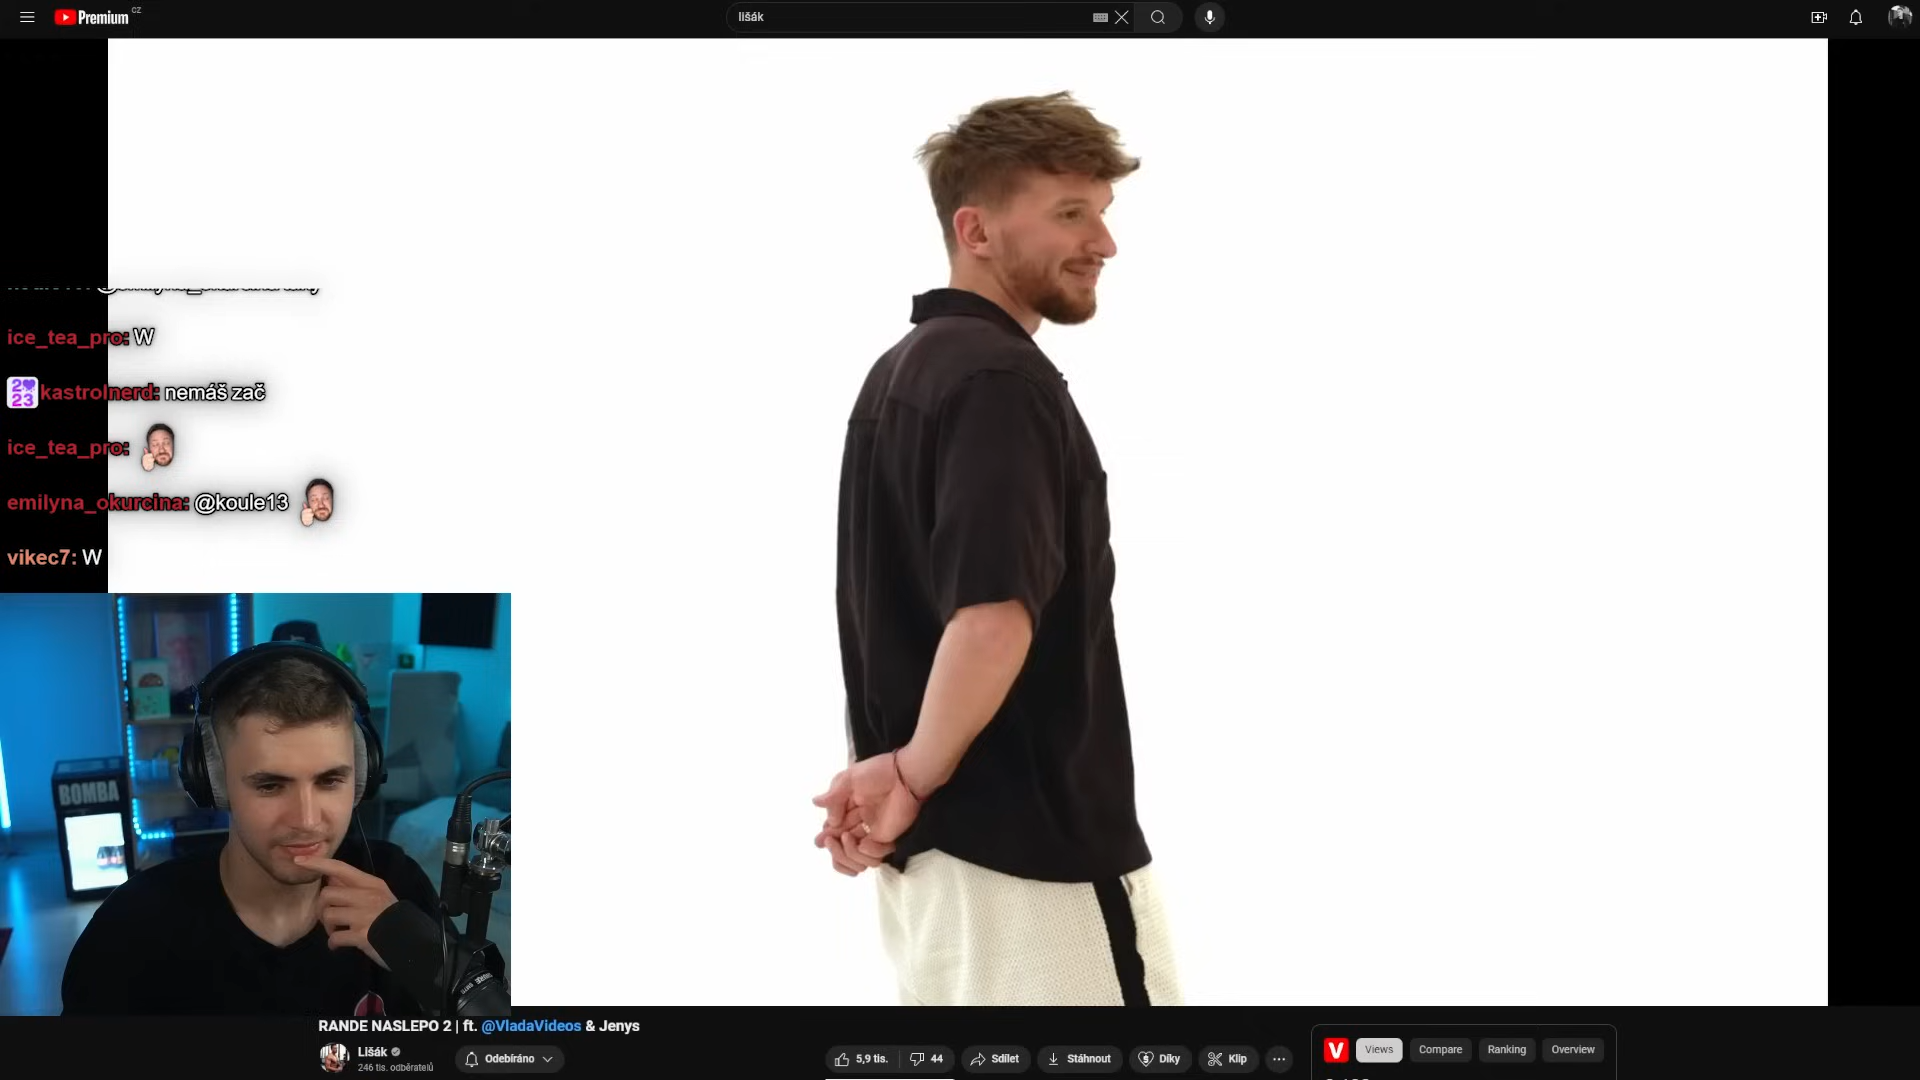 Premium CZ
lišák
ice_tea_pro: W
2023 kastrolnerd: nemáš zač
ice_tea_pro:
emilyna_okurcina: @koule13
vikec7: W
BOMBA
RANDE NASLEPO 2 | ft. @VladaVideos & Jenys
Lišák
246 tis. odběratelů
Odebíráno
5,9 tis.
44
Sdílet
Stáhnout
Díky
Klip
Views
Compare
Ranking
Overview